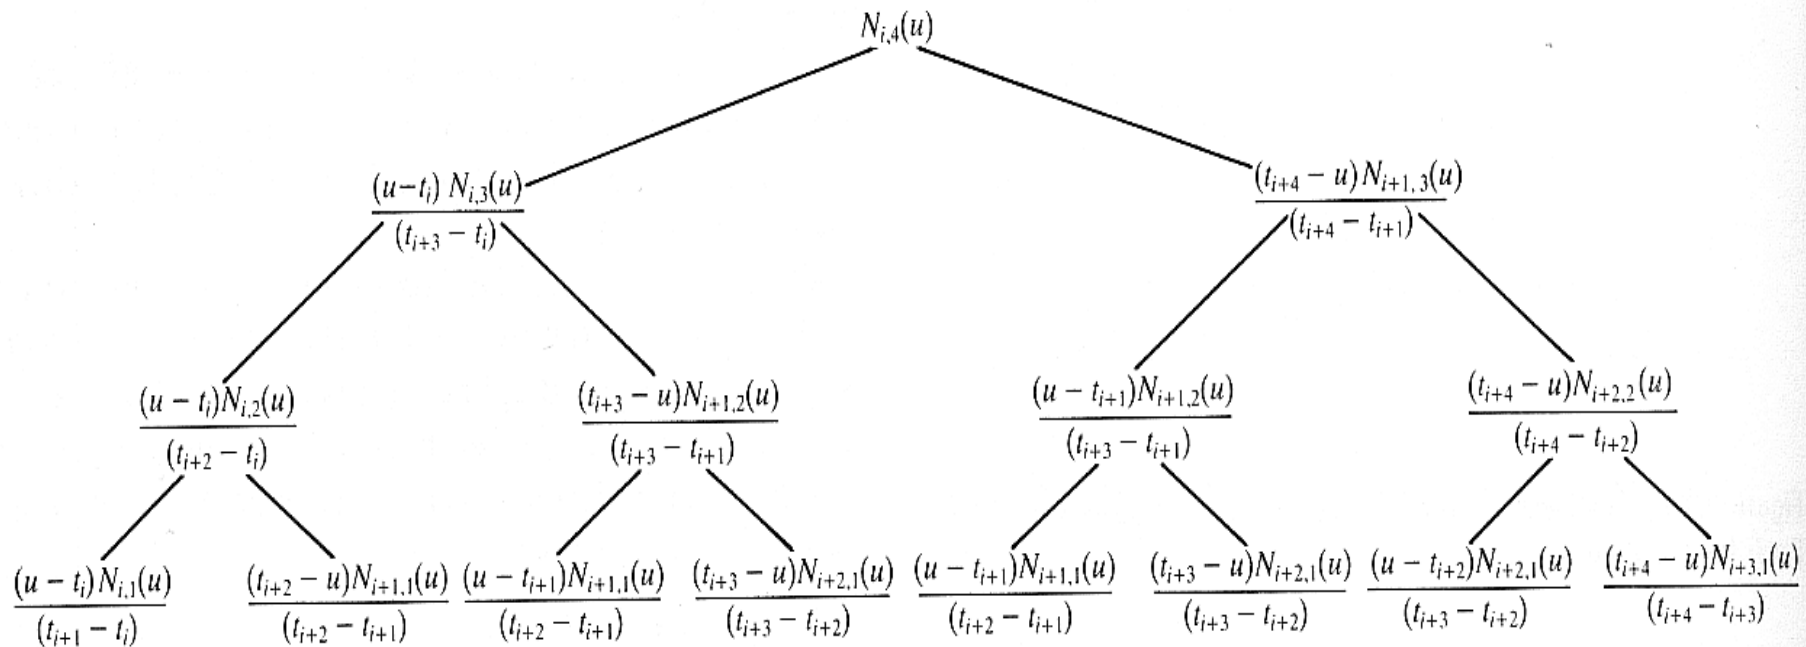 N_{i,4}(u)
(u−t_i) N_{i,3}(u)
(t_{i+3} − t_i)
(t_{i+4} − u) N_{i+1,3}(u)
(t_{i+4} − t_{i+1})
(u − t_i)N_{i,2}(u)
(t_{i+2} − t_i)
(t_{i+3} − u)N_{i+1,2}(u)
(t_{i+3} − t_{i+1})
(u − t_{i+1})N_{i+1,2}(u)
(t_{i+3} − t_{i+1})
(t_{i+4} − u)N_{i+2,2}(u)
(t_{i+4} − t_{i+2})
(u − t_i)N_{i,1}(u)
(t_{i+1} − t_i)
(t_{i+2} − u)N_{i+1,1}(u)
(t_{i+2} − t_{i+1})
(u − t_{i+1})N_{i+1,1}(u)
(t_{i+2} − t_{i+1})
(t_{i+3} − u)N_{i+2,1}(u)
(t_{i+3} − t_{i+2})
(u − t_{i+1})N_{i+1,1}(u)
(t_{i+2} − t_{i+1})
(t_{i+3} − u)N_{i+2,1}(u)
(t_{i+3} − t_{i+2})
(u − t_{i+2})N_{i+2,1}(u)
(t_{i+3} − t_{i+2})
(t_{i+4} − u)N_{i+3,1}(u)
(t_{i+4} − t_{i+3})